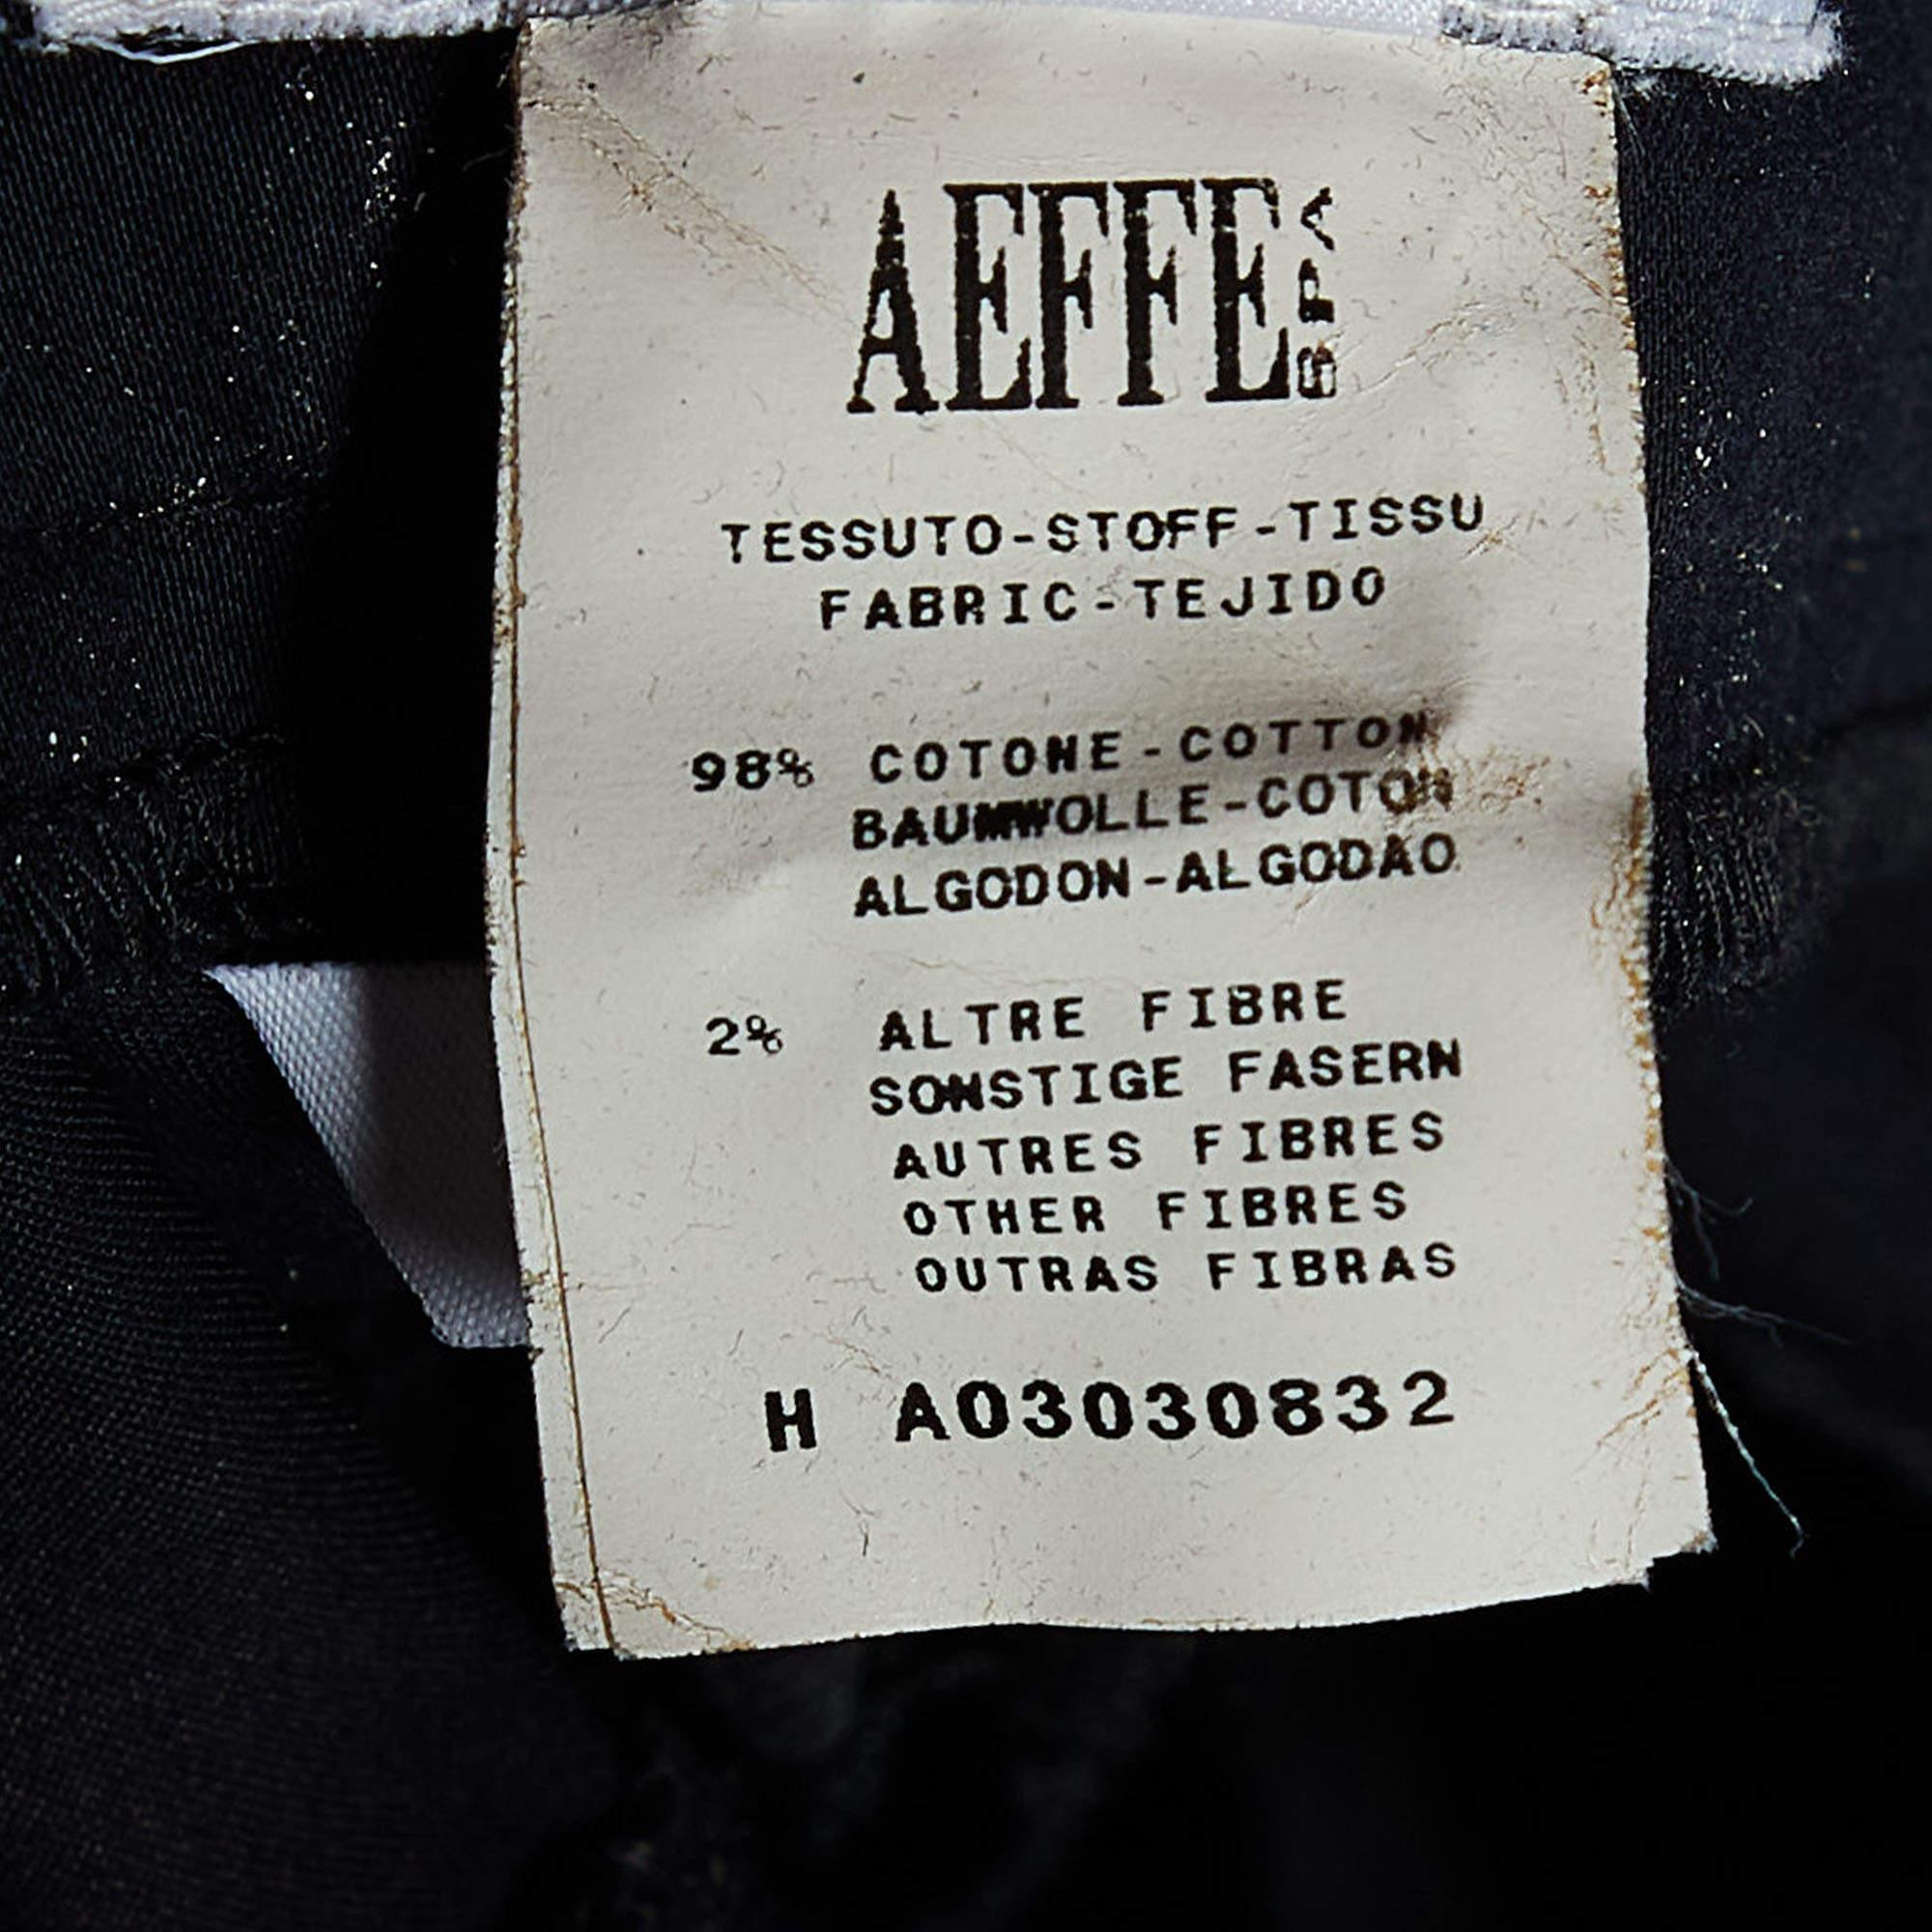 AEFFE SPA
TESSUTO-STOFF-TISSU
FABRIC-TEJIDO
98% COTONE-COTTON
BAUMWOLLE-COTON
ALGODON-ALGODAO
2% ALTRE FIBRE
SONSTIGE FASERN
AUTRES FIBRES
OTHER FIBRES
OUTRAS FIBRAS
H A03030832